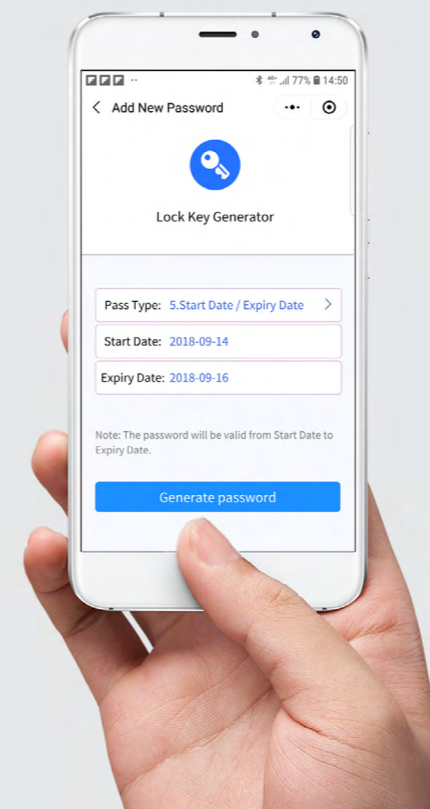 77% 14:50
Add New Password
Lock Key Generator
Pass Type: 5.Start Date / Expiry Date
Start Date: 2018-09-14
Expiry Date: 2018-09-16
Note: The password will be valid from Start Date to
Expiry Date.
Generate password